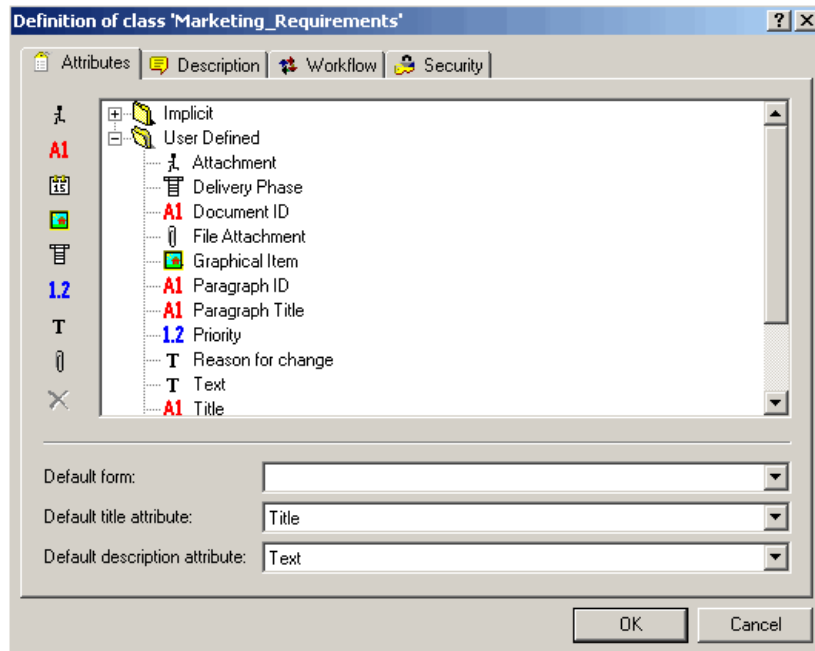 Definition of class 'Marketing_Requirements'
Attributes Description Workflow Security
Implicit
A1 User Defined
15 Attachment
Delivery Phase
A1 Document ID
File Attachment
Graphical Item
1.2 A1 Paragraph ID
A1 Paragraph Title
T 1.2 Priority
T Reason for change
T Text
A1 Title
Default form:
Default title attribute: Title
Default description attribute: Text
OK Cancel